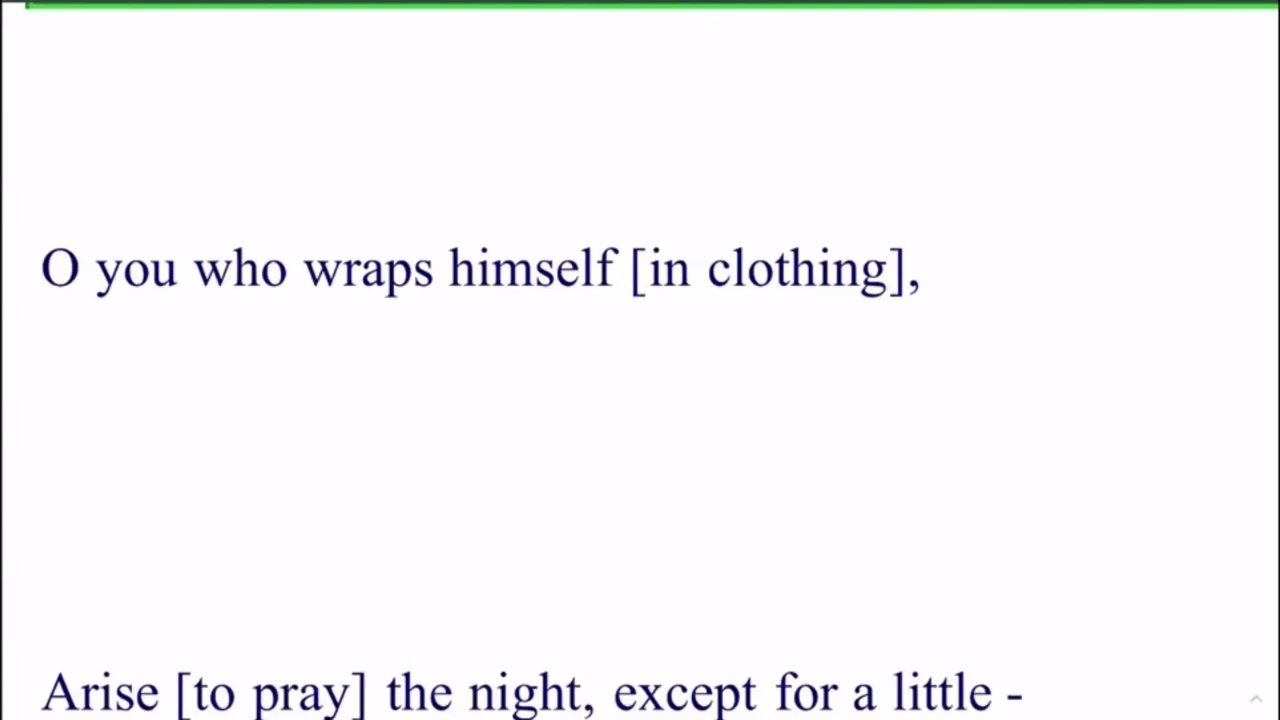 O you who wraps himself [in clothing],
Arise [to pray] the night, except for a little -